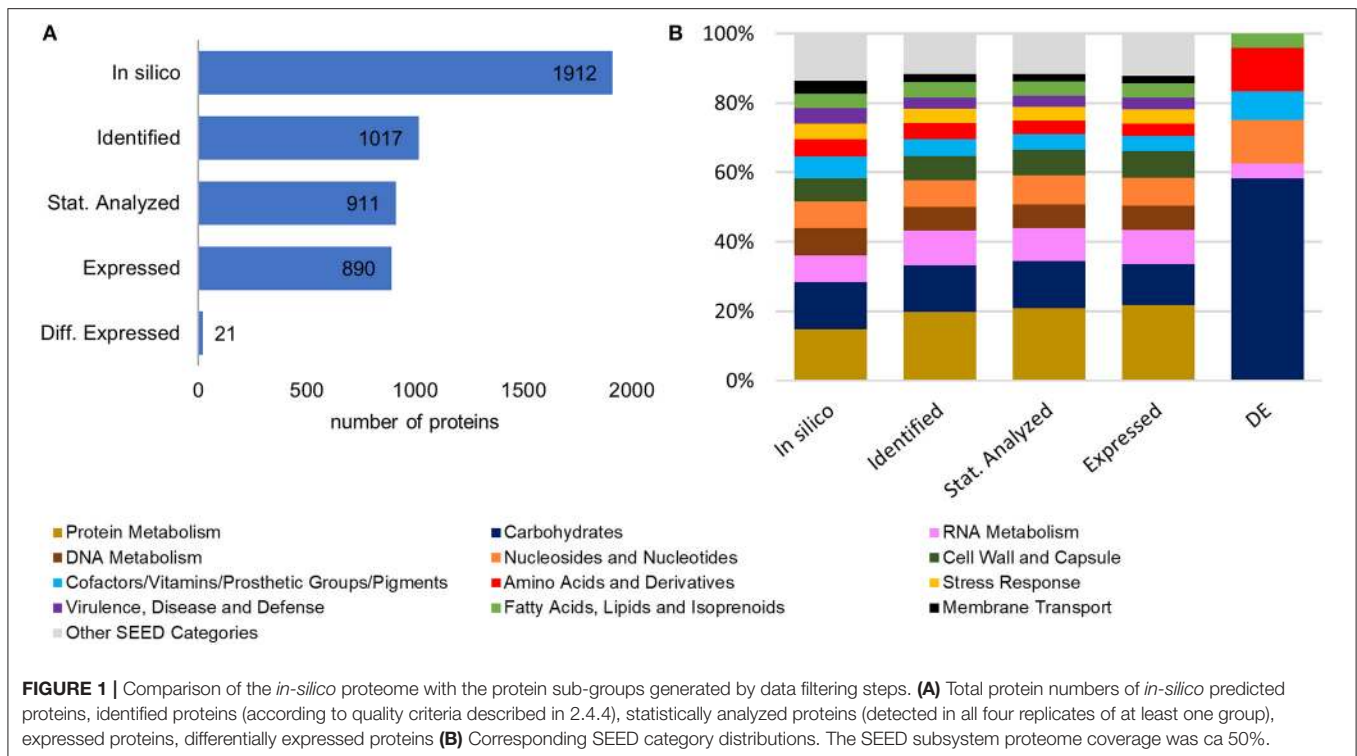 A
In silico
1912
Identified
1017
Stat. Analyzed
911
Expressed
890
Diff. Expressed
21
0
500
1000
1500
2000
number of proteins
B
100%
80%
60%
40%
20%
0%
In silico
Identified
Stat. Analyzed
Expressed
DE
Protein Metabolism
Carbohydrates
RNA Metabolism
DNA Metabolism
Nucleosides and Nucleotides
Cell Wall and Capsule
Cofactors/Vitamins/Prosthetic Groups/Pigments
Amino Acids and Derivatives
Stress Response
Virulence, Disease and Defense
Fatty Acids, Lipids and Isoprenoids
Membrane Transport
Other SEED Categories
FIGURE 1 | Comparison of the in-silico proteome with the protein sub-groups generated by data filtering steps. (A) Total protein numbers of in-silico predicted
proteins, identified proteins (according to quality criteria described in 2.4.4), statistically analyzed proteins (detected in all four replicates of at least one group),
expressed proteins, differentially expressed proteins (B) Corresponding SEED category distributions. The SEED subsystem proteome coverage was ca 50%.